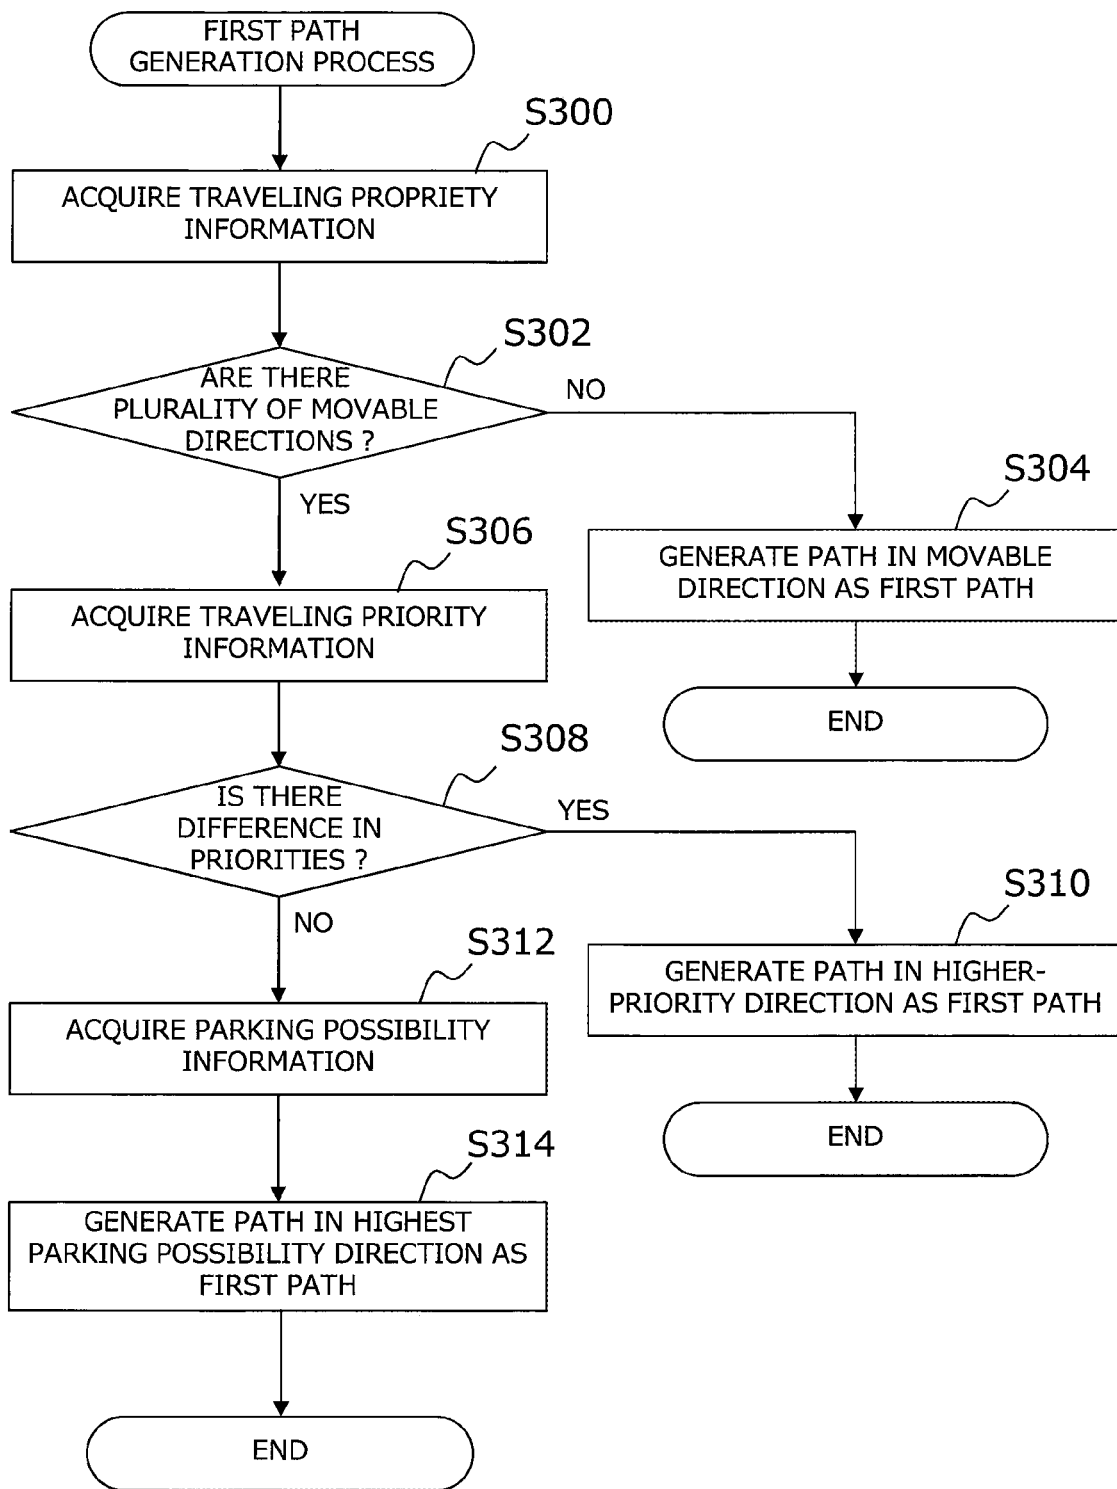 FIRST PATH
GENERATION PROCESS
S300
ACQUIRE TRAVELING PROPRIETY
INFORMATION
S302
ARE THERE
PLURALITY OF MOVABLE
DIRECTIONS ?
NO
YES
S304
GENERATE PATH IN MOVABLE
DIRECTION AS FIRST PATH
END
S306
ACQUIRE TRAVELING PRIORITY
INFORMATION
S308
IS THERE
DIFFERENCE IN
PRIORITIES ?
YES
NO
S310
GENERATE PATH IN HIGHER-
PRIORITY DIRECTION AS FIRST PATH
END
S312
ACQUIRE PARKING POSSIBILITY
INFORMATION
S314
GENERATE PATH IN HIGHEST
PARKING POSSIBILITY DIRECTION AS
FIRST PATH
END